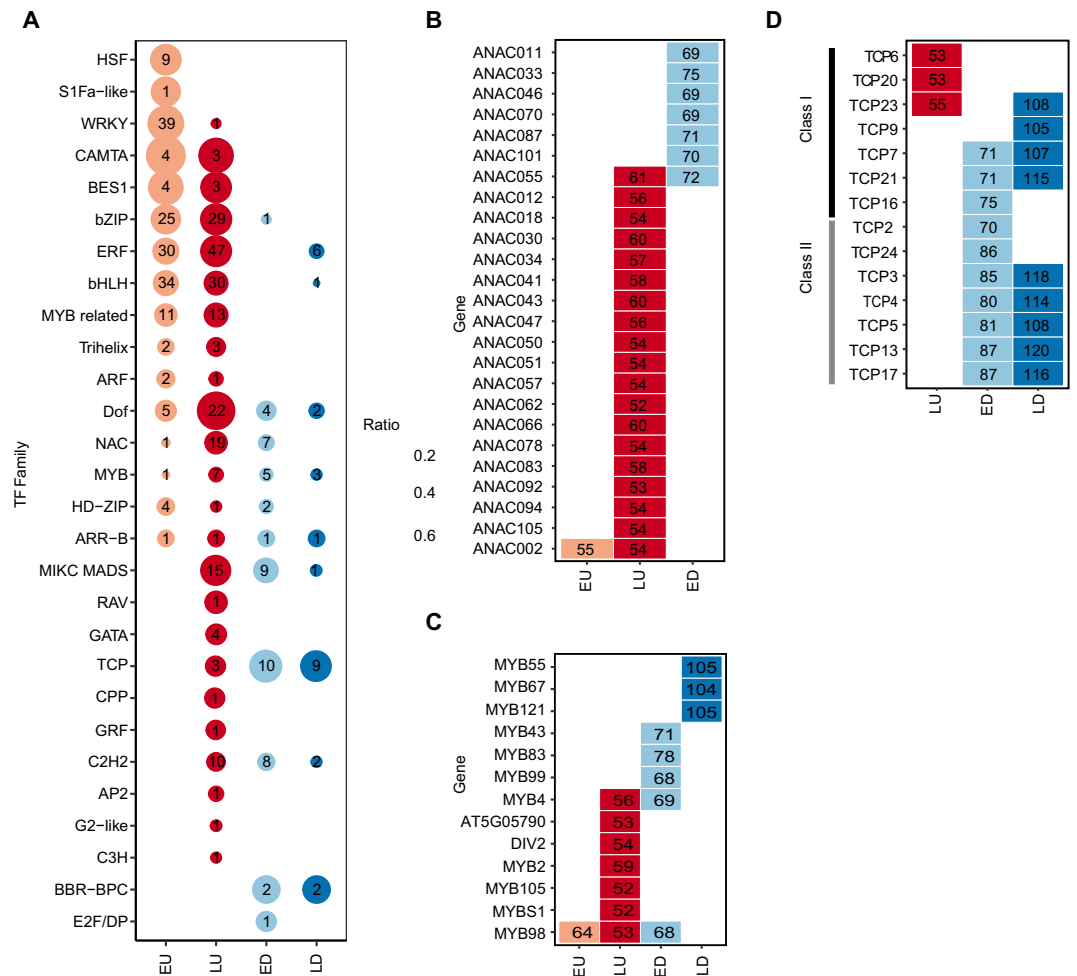 A
TF Family
HSF 9
S1Fa−like 1
WRKY 39 1
CAMTA 4 3
BES1 4 3
bZIP 25 29 1
ERF 30 47 6
bHLH 34 30 1
MYB related 11 13
Trihelix 2 3
ARF 2 1
Dof 5 22 4 2
NAC 1 19 7
MYB 1 7 5 3
HD−ZIP 4 1 2
ARR−B 1 1 1 1
MIKC MADS 15 9 1
RAV 1
GATA 4
TCP 3 10 9
CPP 1
GRF 1
C2H2 10 8 2
AP2 1
G2−like 1
C3H 1
BBR−BPC 2 2
E2F/DP 1
EU LU ED LD
Ratio
0.2
0.4
0.6
B
Gene
ANAC011 69
ANAC033 75
ANAC046 69
ANAC070 69
ANAC087 71
ANAC101 70
ANAC055 61 72
ANAC012 56
ANAC018 54
ANAC030 60
ANAC034 57
ANAC041 58
ANAC043 60
ANAC047 56
ANAC050 54
ANAC051 54
ANAC057 54
ANAC062 52
ANAC066 60
ANAC078 54
ANAC083 58
ANAC092 53
ANAC094 54
ANAC105 54
ANAC002 55 54
EU LU ED
C
Gene
MYB55 105
MYB67 104
MYB121 105
MYB43 71
MYB83 78
MYB99 68
MYB4 56 69
AT5G05790 53
DIV2 54
MYB2 59
MYB105 52
MYBS1 52
MYB98 64 53 68
EU LU ED LD
D
Class I
Class II
TCP6 53
TCP20 53
TCP23 55 108
TCP9 105
TCP7 71 107
TCP21 71 115
TCP16 75
TCP2 70
TCP24 86
TCP3 85 118
TCP4 80 114
TCP5 81 108
TCP13 87 120
TCP17 87 116
LU ED LD